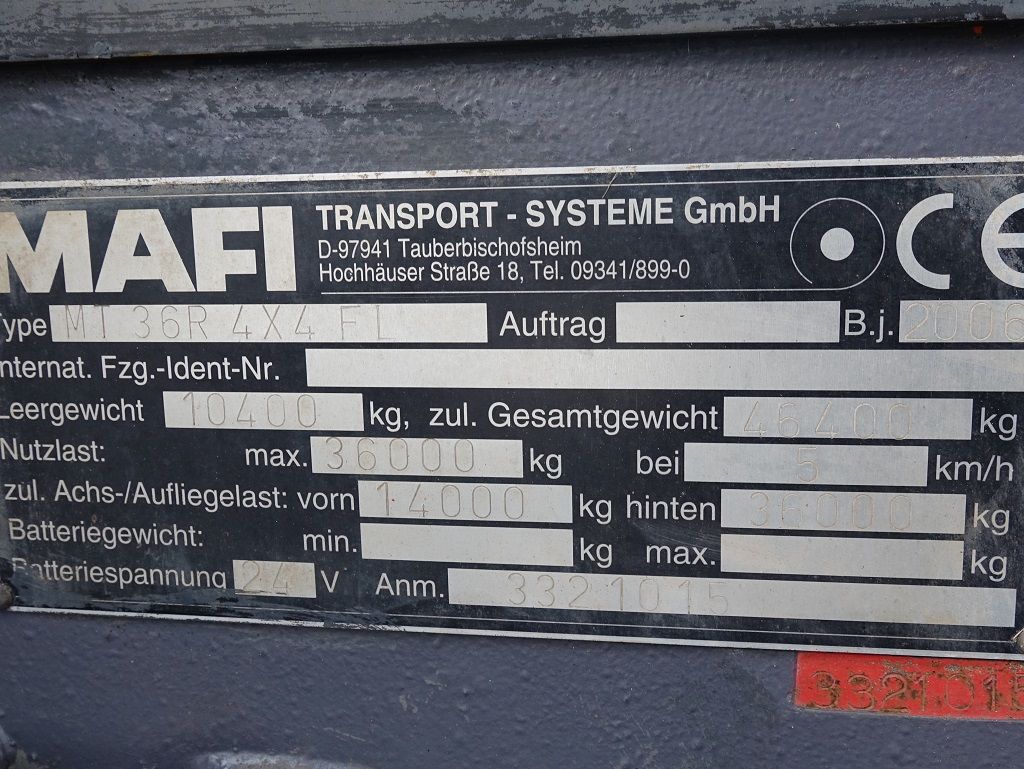 MAFI TRANSPORT - SYSTEME GmbH
D-97941 Tauberbischofsheim
Hochhäuser Straße 18, Tel. 09341/899-0
CE
Type MT 36R 4X4 FL Auftrag B.j. 2006
Internat. Fzg.-Ident-Nr.
Leergewicht 10400 kg, zul. Gesamtgewicht 46400 kg
Nutzlast: max. 36000 kg bei 5 km/h
zul. Achs-/Aufliegelast: vorn 14000 kg hinten 36000 kg
Batteriegewicht: min. kg max. kg
Batteriespannung 24 V Anm. 3321015
3321015